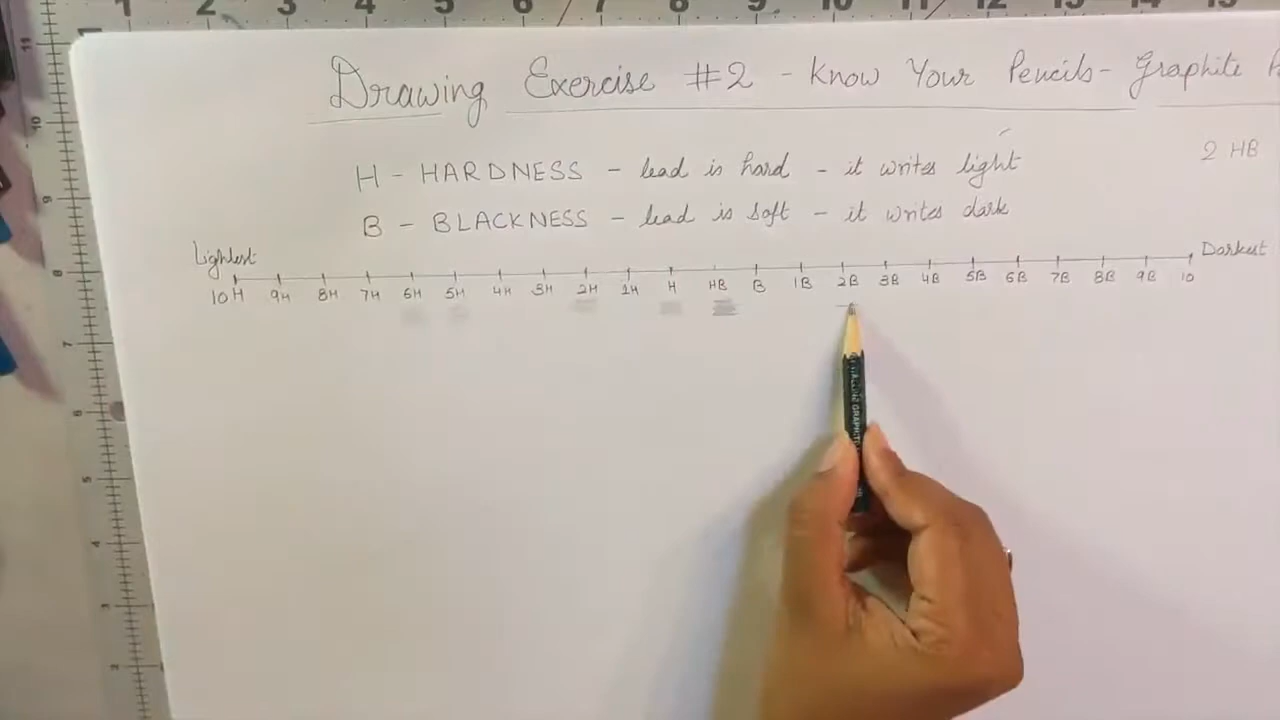 Drawing Exercise #2 - Know Your Pencils - Graphite
2 HB
H - HARDNESS - lead is hard - it writes light
B - BLACKNESS - lead is soft - it writes dark
Lightest Darkest
10H 9H 8H 7H 6H 5H 4H 3H 2H 1H H HB B 1B 2B 3B 4B 5B 6B 7B 8B 9B 10